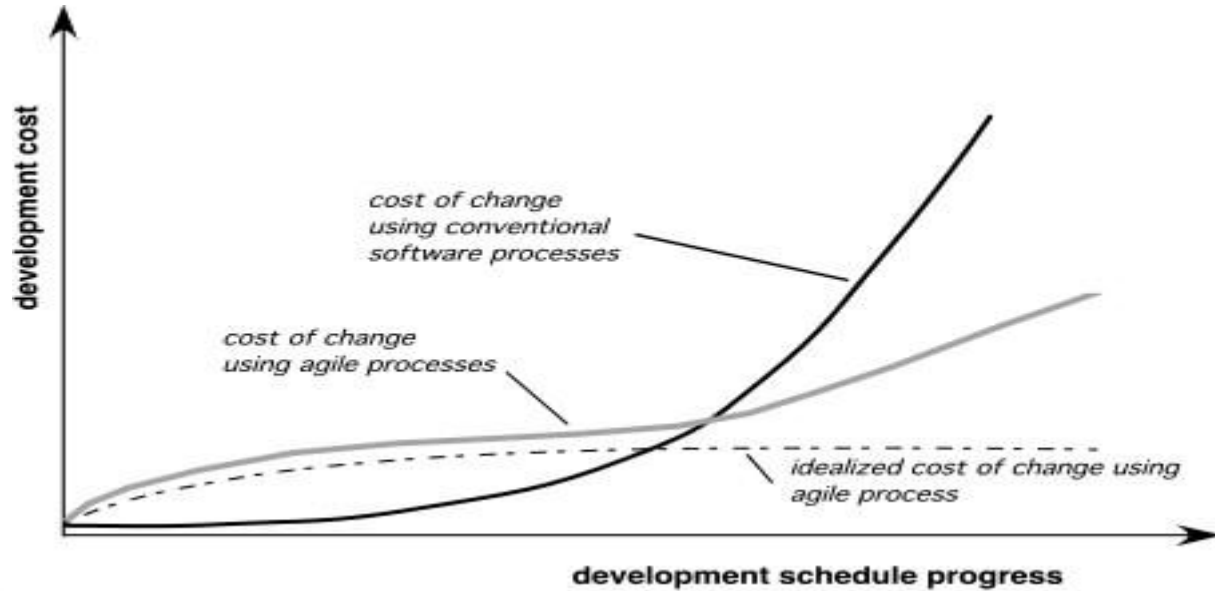 development cost
cost of change
using conventional
software processes
cost of change
using agile processes
idealized cost of change using
agile process
development schedule progress